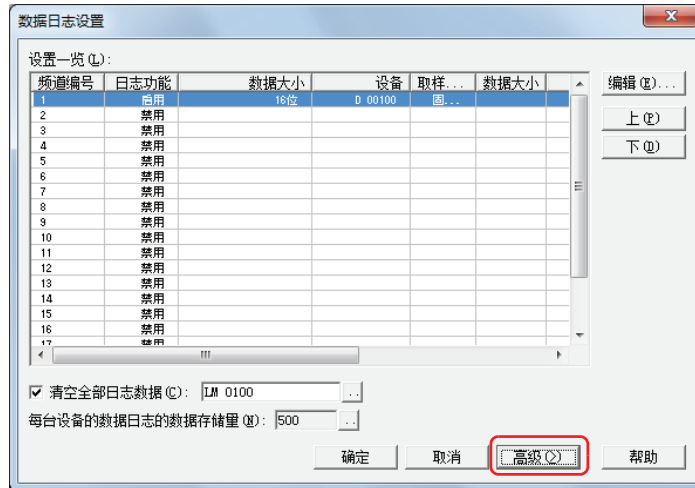 数据日志设置
设置一览(L):
频道编号 日志功能 数据大小 设备 取样... 数据大小
1 启用 16位 D 00100 固...
2 禁用
3 禁用
4 禁用
5 禁用
6 禁用
7 禁用
8 禁用
9 禁用
10 禁用
11 禁用
12 禁用
13 禁用
14 禁用
15 禁用
16 禁用
17 禁用
编辑(E)...
上(P)
下(D)
清空全部日志数据(C): LM 0100 ..
每台设备的数据日志的数据存储量(N): 500 ..
确定 取消 高级(>) 帮助